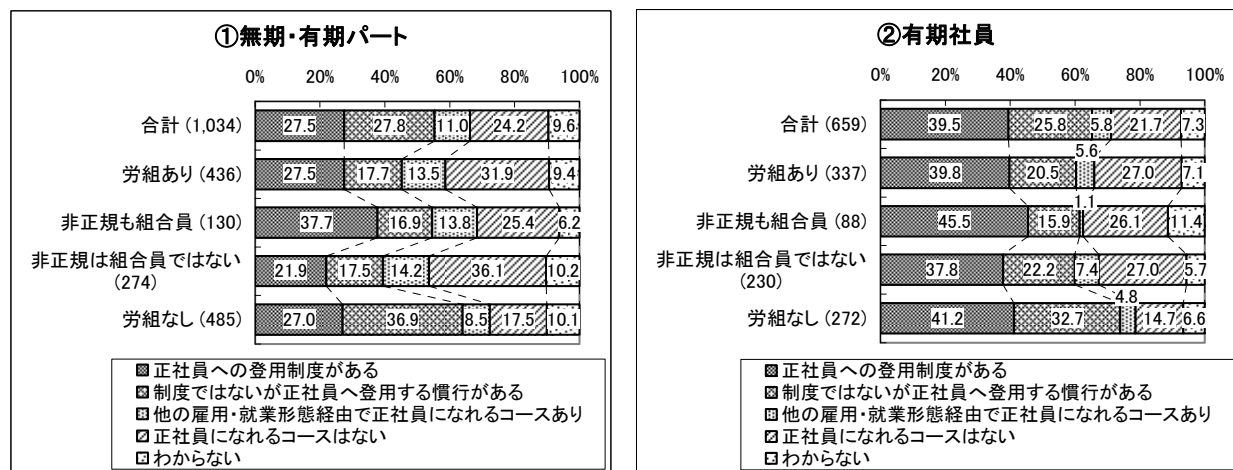 ①無期・有期パート
0% 20% 40% 60% 80% 100%
合計 (1,034) 27.5 27.8 11.0 24.2 9.6
労組あり (436) 27.5 17.7 13.5 31.9 9.4
非正規も組合員 (130) 37.7 16.9 13.8 25.4 6.2
非正規は組合員ではない
(274) 21.9 17.5 14.2 36.1 10.2
労組なし (485) 27.0 36.9 8.5 17.5 10.1
正社員への登用制度がある
制度ではないが正社員へ登用する慣行がある
他の雇用・就業形態経由で正社員になれるコースあり
正社員になれるコースはない
わからない
②有期社員
0% 20% 40% 60% 80% 100%
合計 (659) 39.5 25.8 5.8 21.7 7.3
労組あり (337) 39.8 20.5 5.6 27.0 7.1
非正規も組合員 (88) 45.5 15.9 1.1 26.1 11.4
非正規は組合員ではない
(230) 37.8 22.2 7.4 27.0 5.7
労組なし (272) 41.2 32.7 4.8 14.7 6.6
正社員への登用制度がある
制度ではないが正社員へ登用する慣行がある
他の雇用・就業形態経由で正社員になれるコースあり
正社員になれるコースはない
わからない